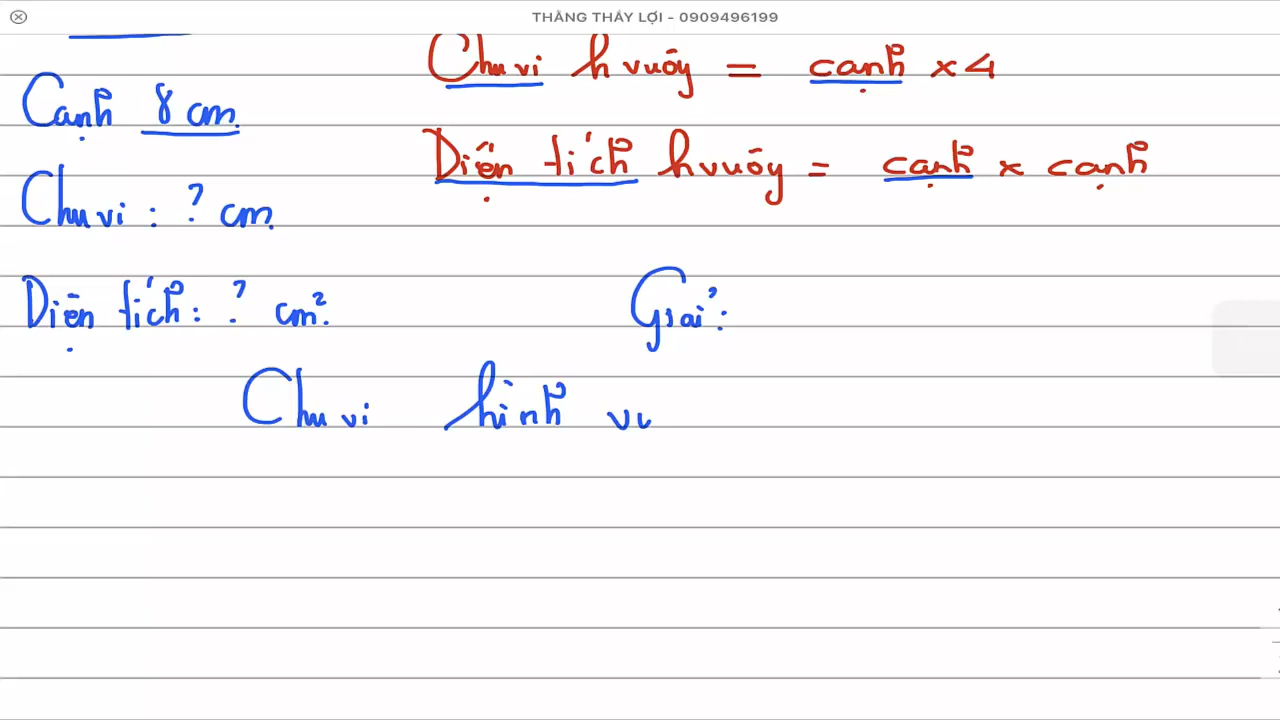 THẮNG THẦY LỢI - 0909496199
Chu vi h vuông = cạnh x 4
Cạnh 8 cm
Diện tích h vuông = cạnh x cạnh
Chu vi : ? cm
Diện tích : ? cm²
Giải :
Chu vi hình vu